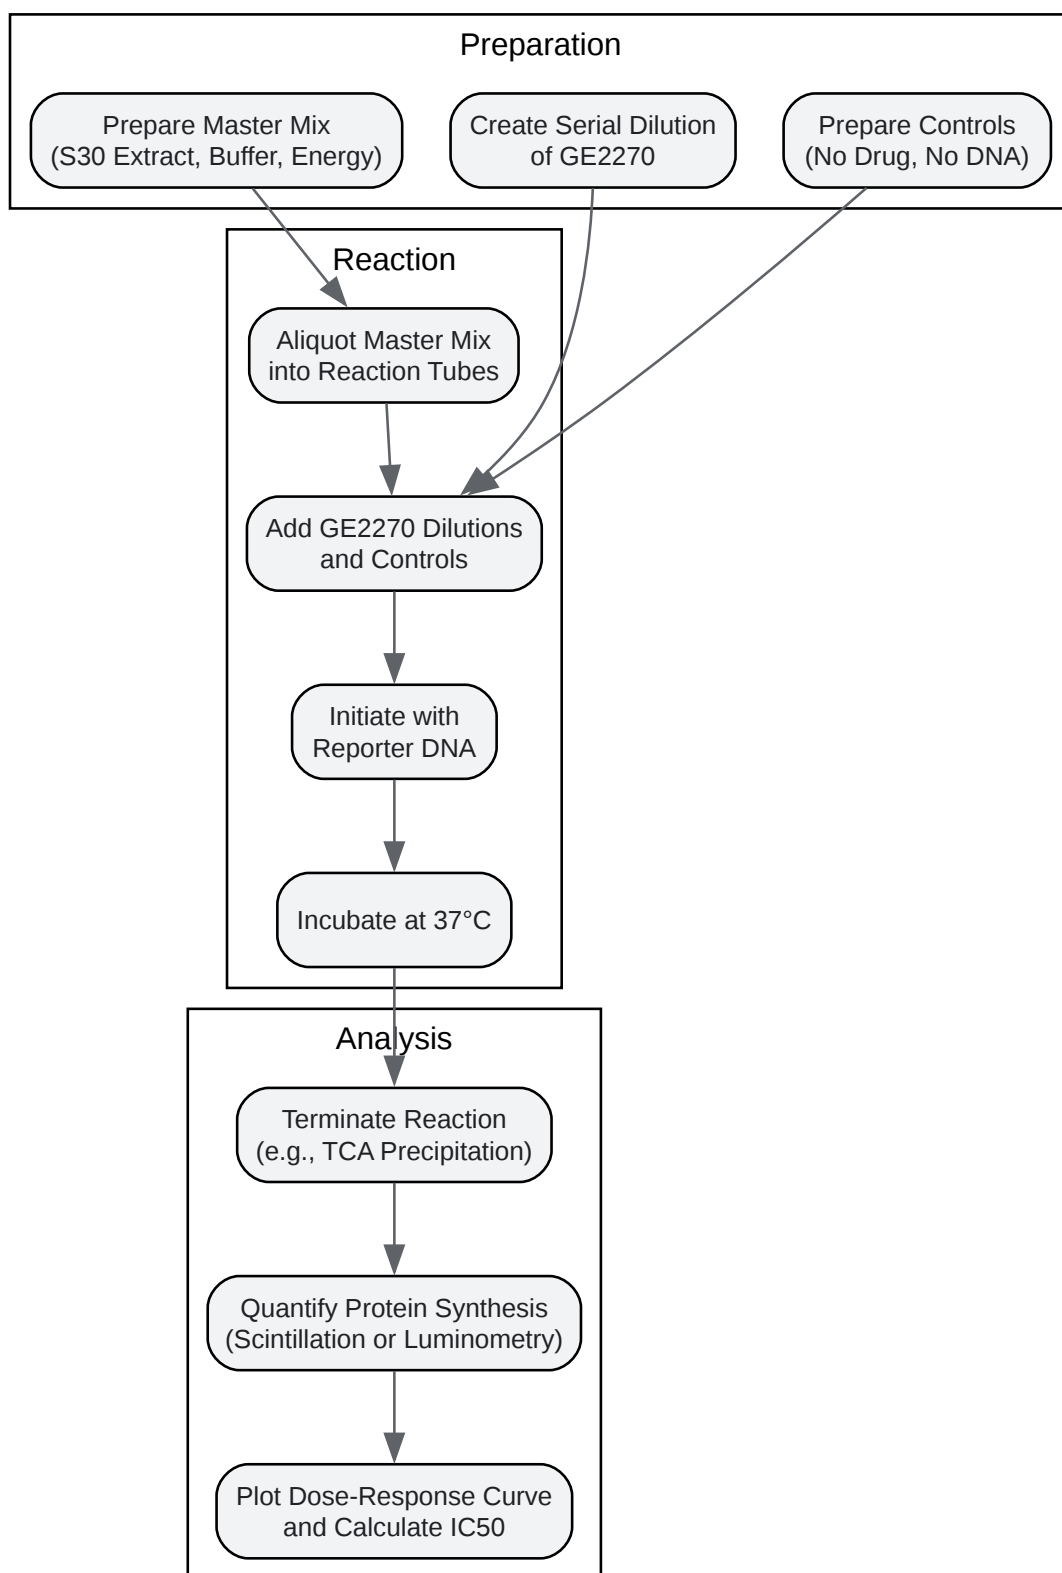 Preparation
Prepare Master Mix
(S30 Extract, Buffer, Energy)
Create Serial Dilution
of GE2270
Prepare Controls
(No Drug, No DNA)
Reaction
Aliquot Master Mix
into Reaction Tubes
Add GE2270 Dilutions
and Controls
Initiate with
Reporter DNA
Incubate at 37°C
Analysis
Terminate Reaction
(e.g., TCA Precipitation)
Quantify Protein Synthesis
(Scintillation or Luminometry)
Plot Dose-Response Curve
and Calculate IC50